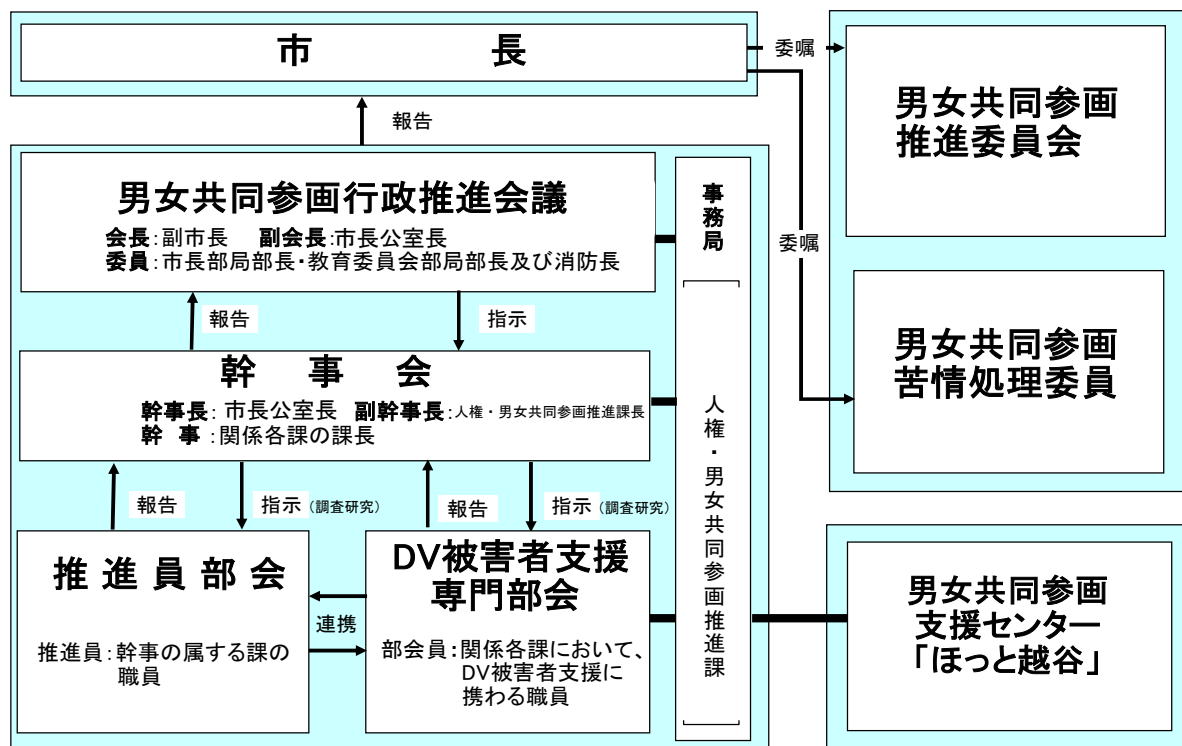 市　　　　長
委嘱
男女共同参画
推進委員会
報告
男女共同参画行政推進会議
会長：副市長　副会長：市長公室長
委員：市長部局部長・教育委員会部局部長及び消防長
事務局
委嘱
男女共同参画
苦情処理委員
報告
指示
幹　事　会
幹事長：市長公室長　副幹事長：人権・男女共同参画推進課長
幹　事：関係各課の課長
人権・男女共同参画推進課
報告
指示（調査研究）
報告
指示（調査研究）
推進員部会
推進員：幹事の属する課の
職員
連携
DV被害者支援
専門部会
部会員：関係各課において、
DV被害者支援に
携わる職員
男女共同参画
支援センター
「ほっと越谷」